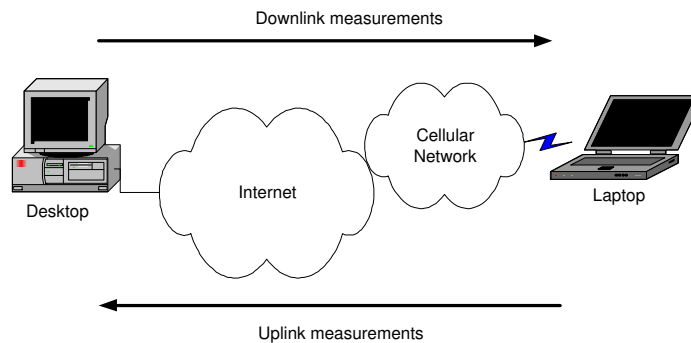 Downlink measurements
Cellular
Network
Internet
Desktop
Laptop
Uplink measurements